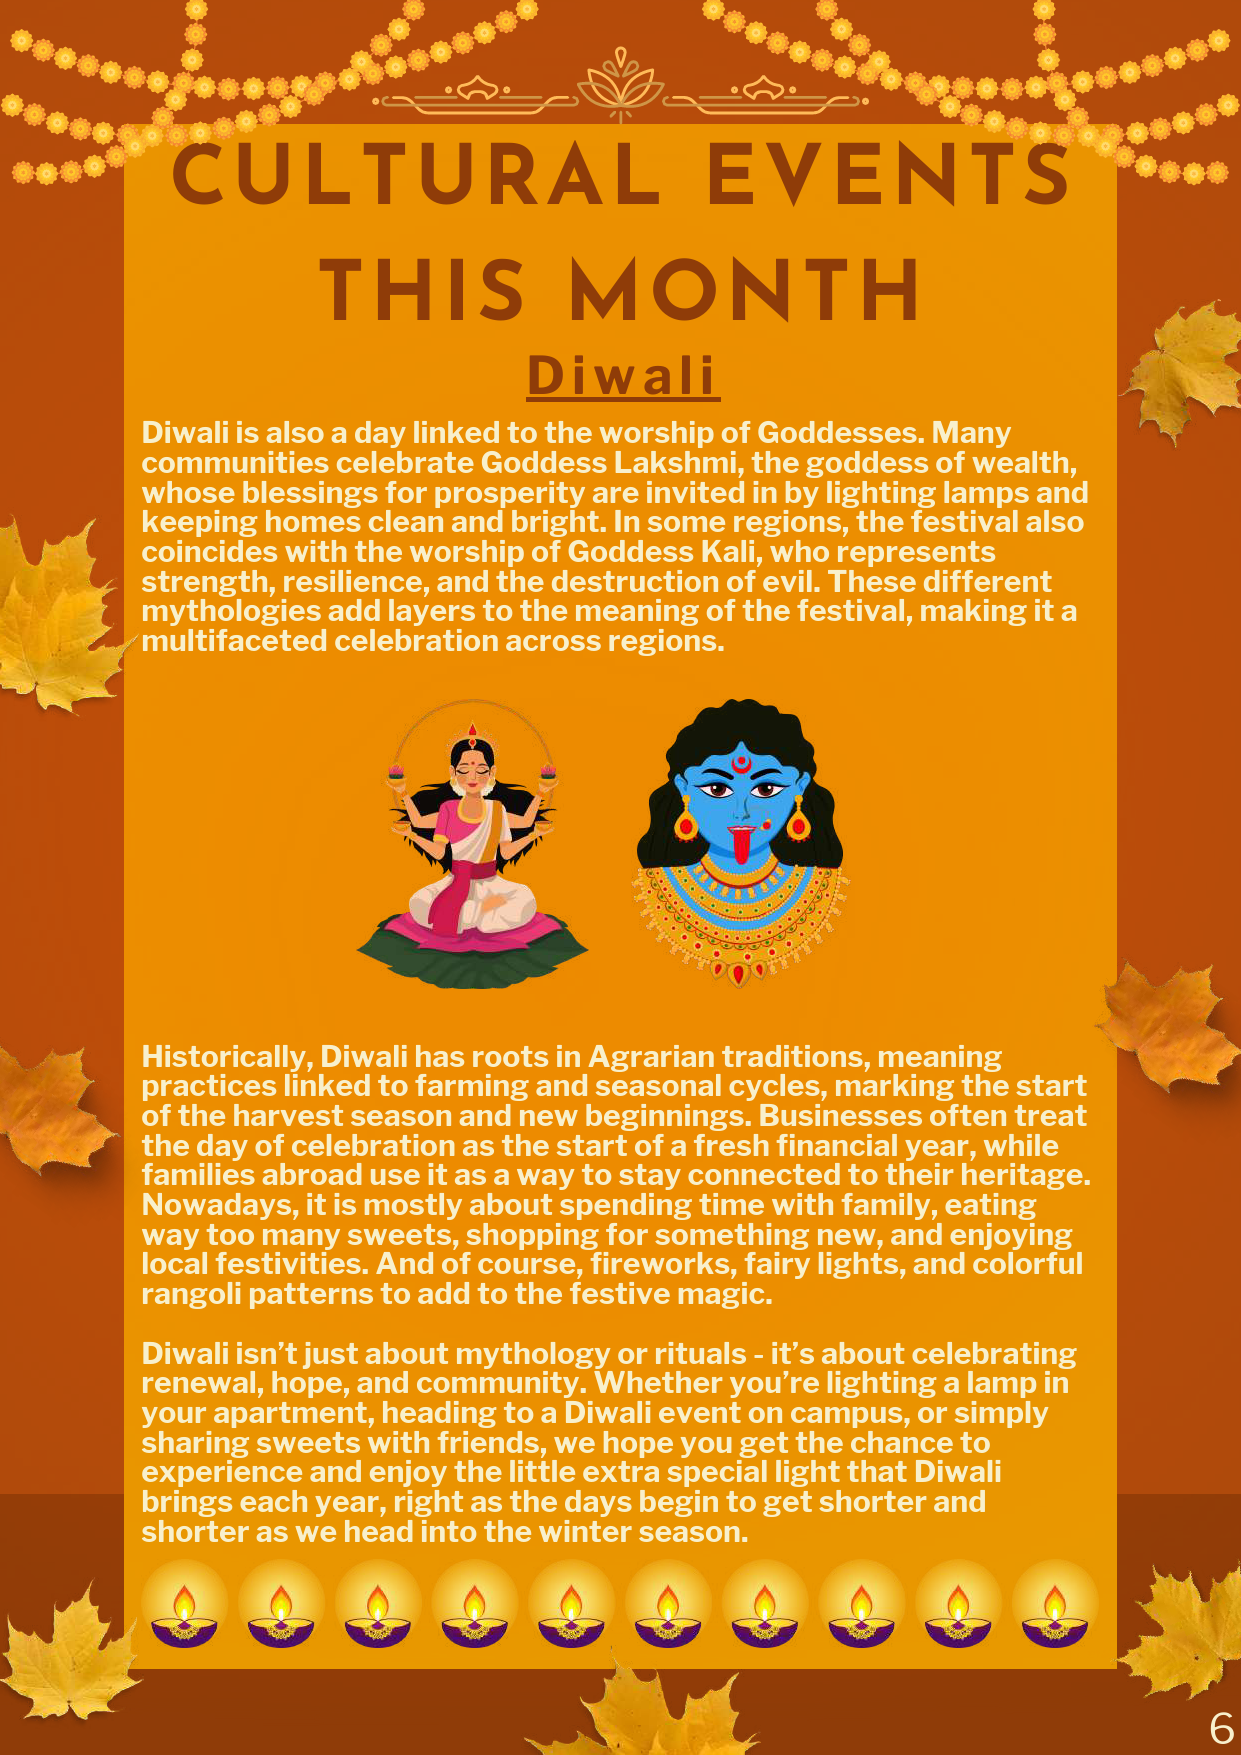 CULTURAL EVENTS
THIS MONTH
Diwali
Diwali is also a day linked to the worship of Goddesses. Many
communities celebrate Goddess Lakshmi, the goddess of wealth,
whose blessings for prosperity are invited in by lighting lamps and
keeping homes clean and bright. In some regions, the festival also
coincides with the worship of Goddess Kali, who represents
strength, resilience, and the destruction of evil. These different
mythologies add layers to the meaning of the festival, making it a
multifaceted celebration across regions.
Historically, Diwali has roots in Agrarian traditions, meaning
practices linked to farming and seasonal cycles, marking the start
of the harvest season and new beginnings. Businesses often treat
the day of celebration as the start of a fresh financial year, while
families abroad use it as a way to stay connected to their heritage.
Nowadays, it is mostly about spending time with family, eating
way too many sweets, shopping for something new, and enjoying
local festivities. And of course, fireworks, fairy lights, and colorful
rangoli patterns to add to the festive magic.
Diwali isn’t just about mythology or rituals - it’s about celebrating
renewal, hope, and community. Whether you’re lighting a lamp in
your apartment, heading to a Diwali event on campus, or simply
sharing sweets with friends, we hope you get the chance to
experience and enjoy the little extra special light that Diwali
brings each year, right as the days begin to get shorter and
shorter as we head into the winter season.
6